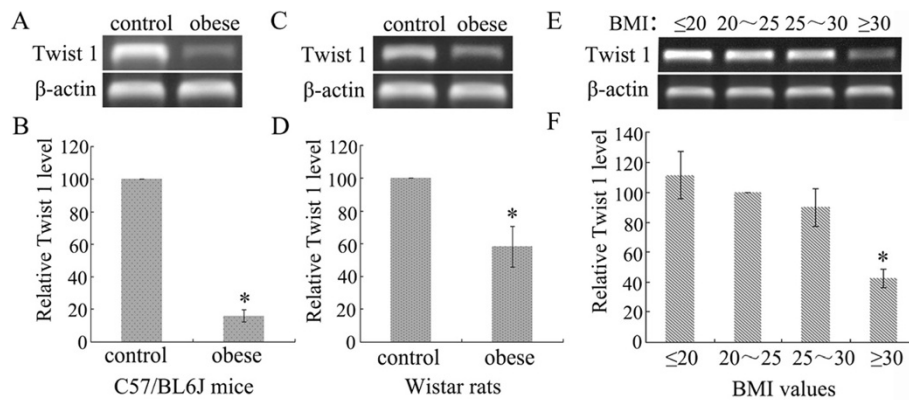 A control obese
Twist 1
β-actin
B
Relative Twist 1 level
120
100
80
60
40
20
0
control obese
C57/BL6J mice
C control obese
Twist 1
β-actin
D
Relative Twist 1 level
120
100
80
60
40
20
0
control obese
Wistar rats
E BMI: ≤20 20～25 25～30 ≥30
Twist 1
β-actin
F
Relative Twist 1 level
140
120
100
80
60
40
20
0
≤20 20～25 25～30 ≥30
BMI values
*
*
*